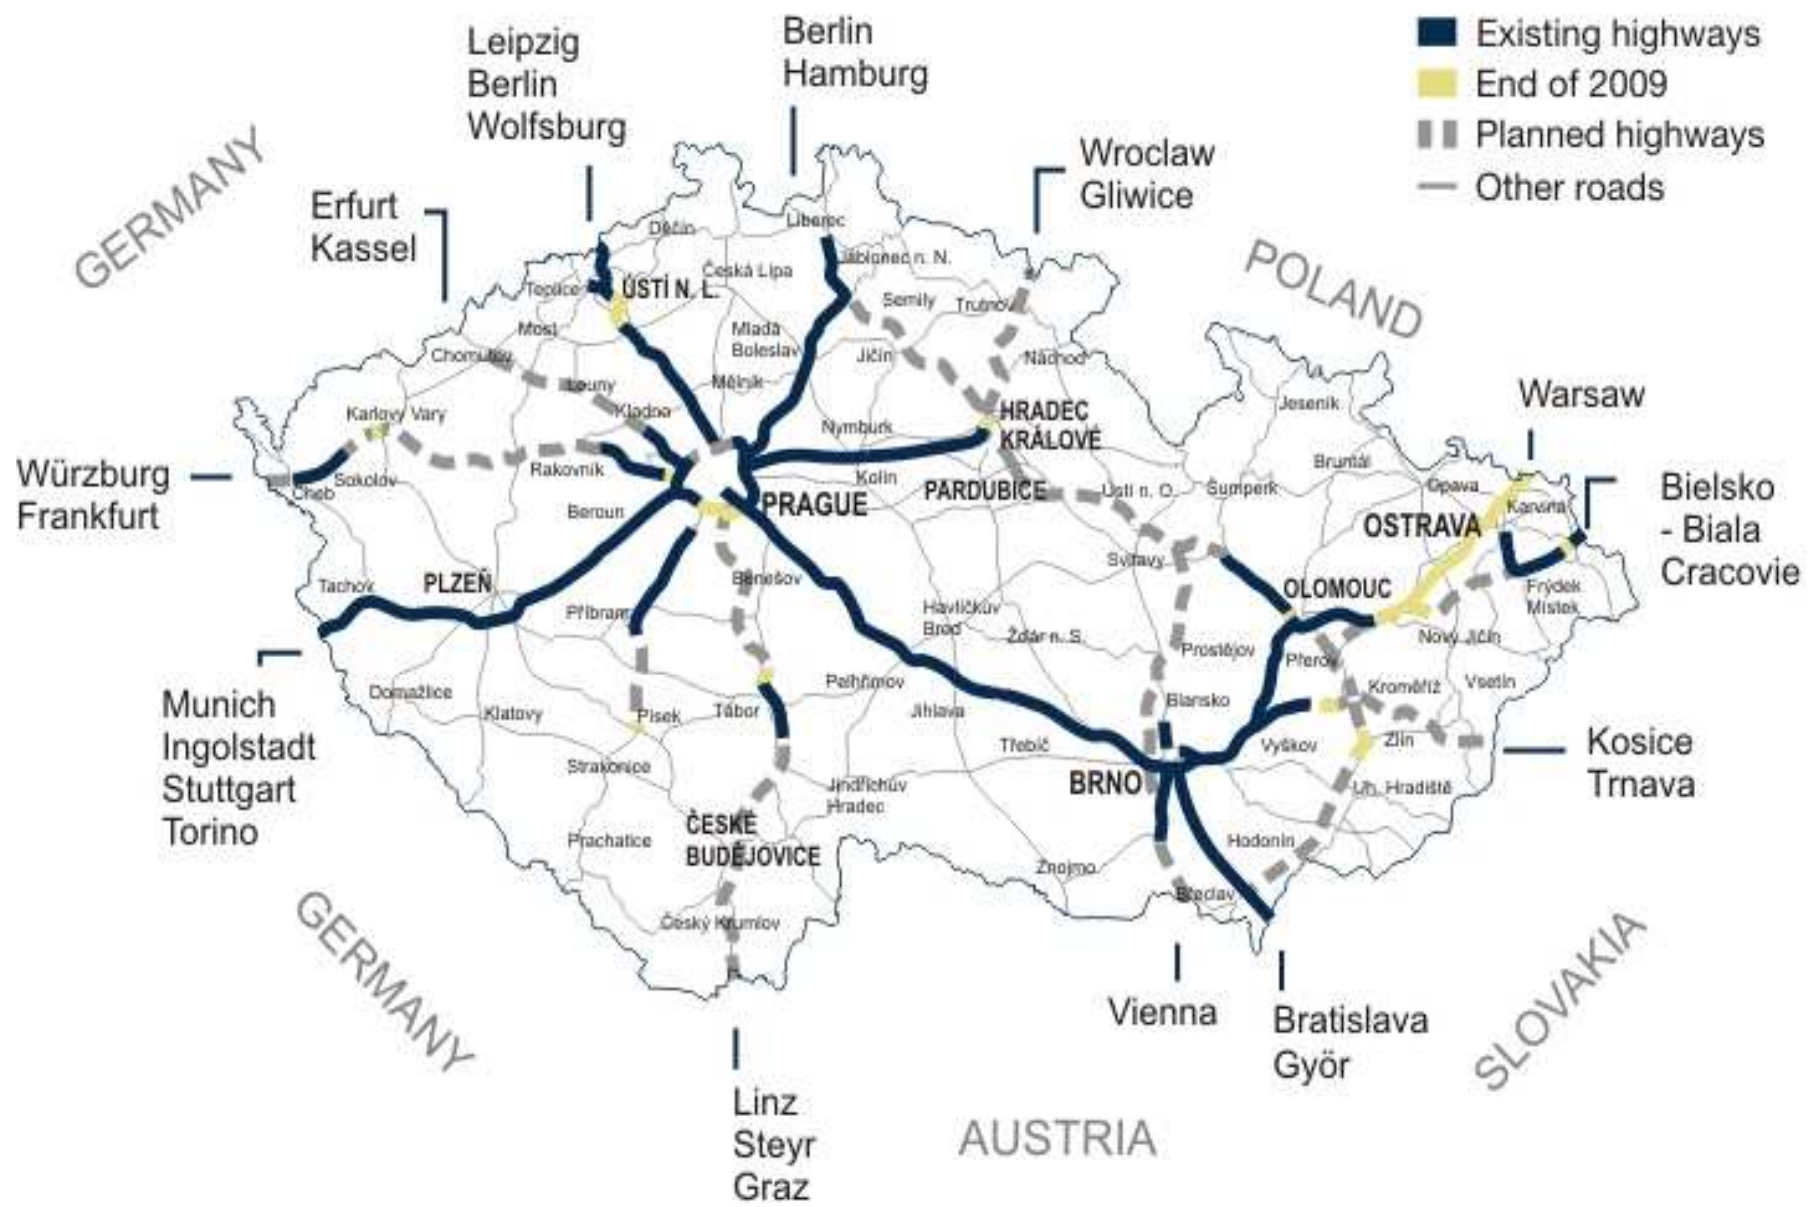 Leipzig
Berlin
Wolfsburg
Berlin
Hamburg
Existing highways
End of 2009
Planned highways
Other roads
Wroclaw
Gliwice
GERMANY
Erfurt
Kassel
POLAND
Děčín
Liberec
Jablonec n. N.
Česká Lípa
Teplice
ÚSTÍ N. L.
Semily
Trutnov
Most
Mladá
Boleslav
Chomutov
Jičín
Náchod
Louny
Mělník
Warsaw
Karlovy Vary
Kladno
Nymburk
HRADEC
KRÁLOVÉ
Jeseník
Würzburg
Frankfurt
Cheb
Sokolov
Rakovník
Kolín
Bruntál
PARDUBICE
Ústí n. O.
Šumperk
Opava
Karviná
Bielsko
- Biala
Cracovie
Beroun
PRAGUE
OSTRAVA
Tachov
PLZEŇ
Benešov
Svitavy
OLOMOUC
Frýdek
Místek
Příbram
Havlíčkův
Brod
Žďár n. S.
Prostějov
Přerov
Nový Jičín
Domažlice
Klatovy
Písek
Tábor
Pelhřimov
Jihlava
Blansko
Kroměříž
Vsetín
Munich
Ingolstadt
Stuttgart
Torino
Strakonice
Jindřichův
Hradec
Třebíč
BRNO
Vyškov
Zlín
Uh. Hradiště
Kosice
Trnava
Prachatice
ČESKÉ
BUDĚJOVICE
Znojmo
Hodonín
Břeclav
Český Krumlov
GERMANY
Vienna
Bratislava
Györ
SLOVAKIA
Linz
Steyr
Graz
AUSTRIA